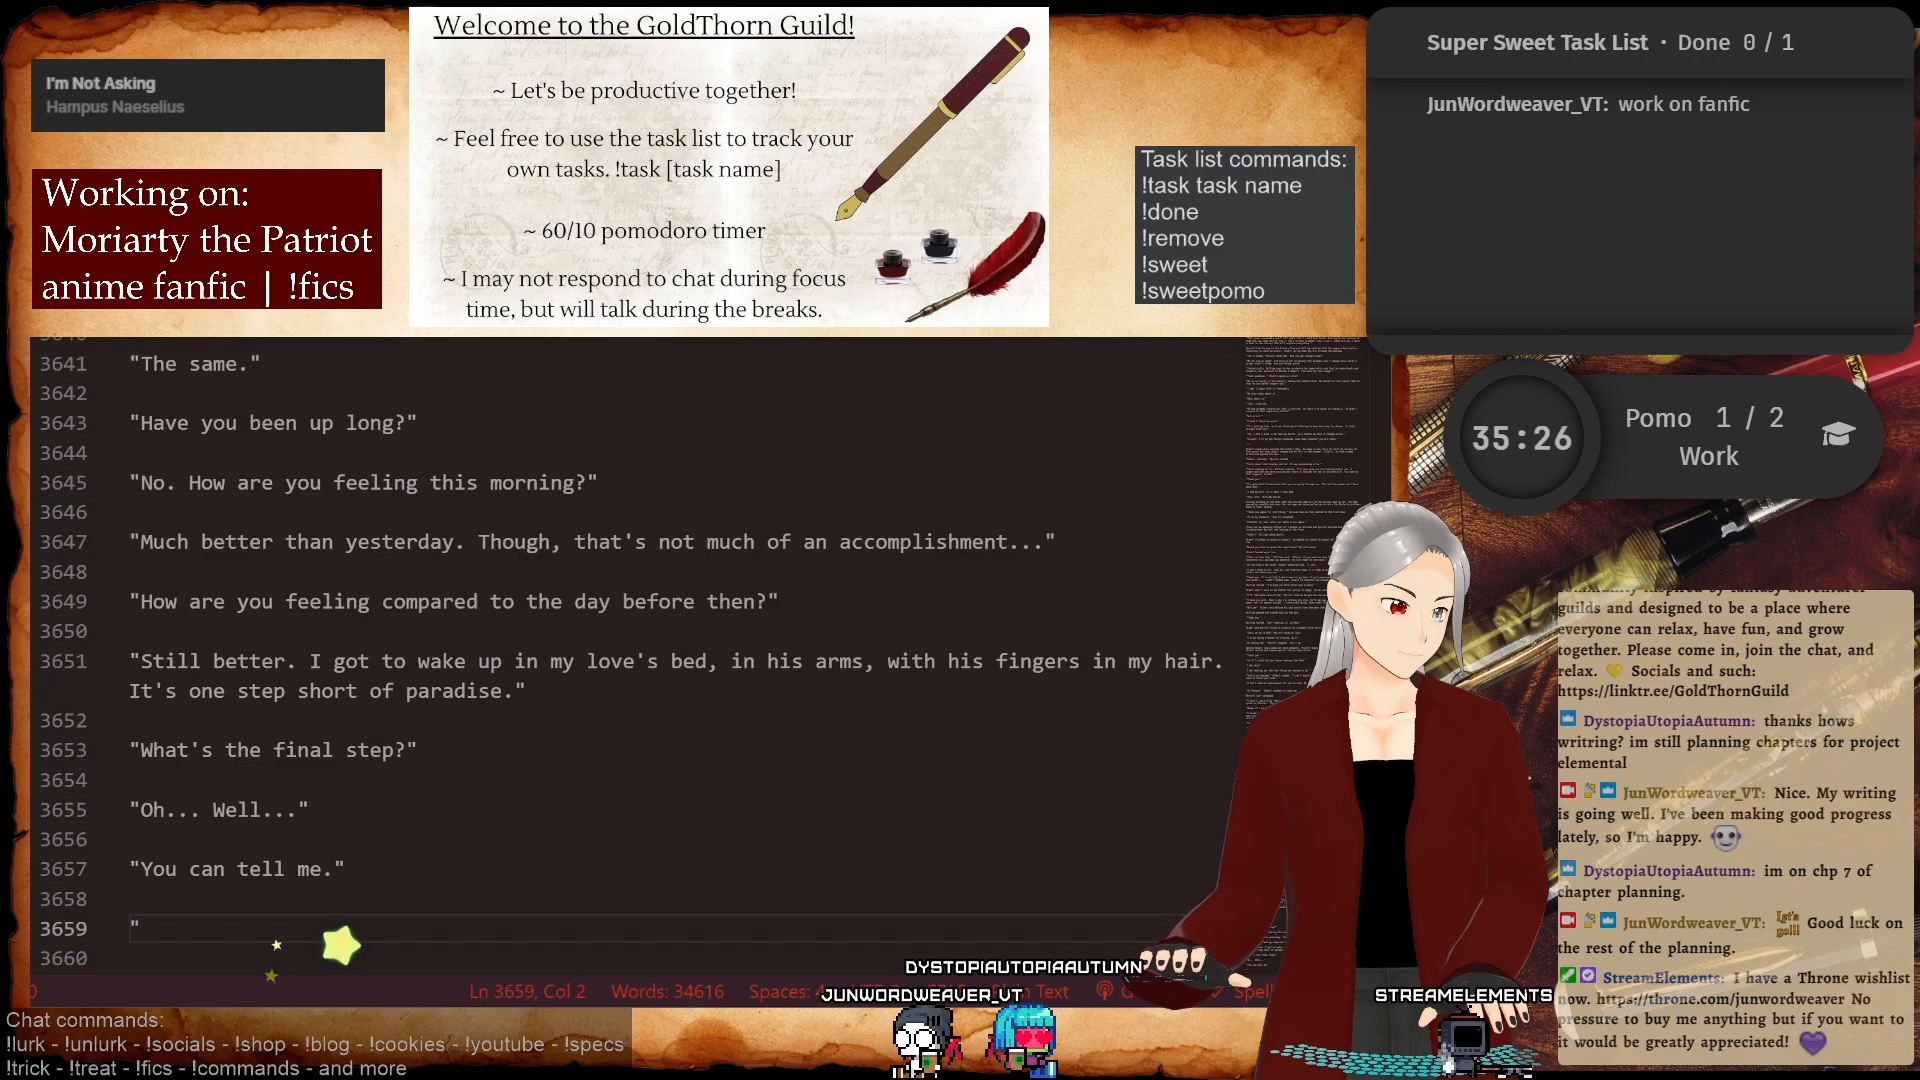 Welcome to the GoldThorn Guild!
~ Let's be productive together!
~ Feel free to use the task list to track your
own tasks. !task [task name]
~ 60/10 pomodoro timer
~ I may not respond to chat during focus
time, but will talk during the breaks.
I'm Not Asking
Hampus Naeselius
Working on:
Moriarty the Patriot
anime fanfic | !fics
Task list commands:
!task task name
!done
!remove
!sweet
!sweetpomo
Super Sweet Task List · Done 0 / 1
JunWordweaver_VT: work on fanfic
35:26
Pomo 1 / 2
Work
3641 "The same."
3642
3643 "Have you been up long?"
3644
3645 "No. How are you feeling this morning?"
3646
3647 "Much better than yesterday. Though, that's not much of an accomplishment..."
3648
3649 "How are you feeling compared to the day before then?"
3650
3651 "Still better. I got to wake up in my love's bed, in his arms, with his fingers in my hair.
It's one step short of paradise."
3652
3653 "What's the final step?"
3654
3655 "Oh... Well..."
3656
3657 "You can tell me."
3658
3659 "
3660
Ln 3659, Col 2 Words: 34616 Spaces: Text Spell
guilds and designed to be a place where
everyone can relax, have fun, and grow
together. Please come in, join the chat, and
relax. 💛 Socials and such:
https://linktr.ee/GoldThornGuild
DystopiaUtopiaAutumn: thanks hows
writring? im still planning chapters for project
elemental
JunWordweaver_VT: Nice. My writing
is going well. I've been making good progress
lately, so I'm happy.
DystopiaUtopiaAutumn: im on chp 7 of
chapter planning.
JunWordweaver_VT: Let's go!!! Good luck on
the rest of the planning.
StreamElements: I have a Throne wishlist
now. https://throne.com/junwordweaver No
pressure to buy me anything but if you want to
it would be greatly appreciated! 💜
DYSTOPIAUTOPIAAUTUMN
JUNWORDWEAVER_VT
STREAMELEMENTS
Chat commands:
!lurk - !unlurk - !socials - !shop - !blog - !cookies - !youtube - !specs
!trick - !treat - !fics - !commands - and more